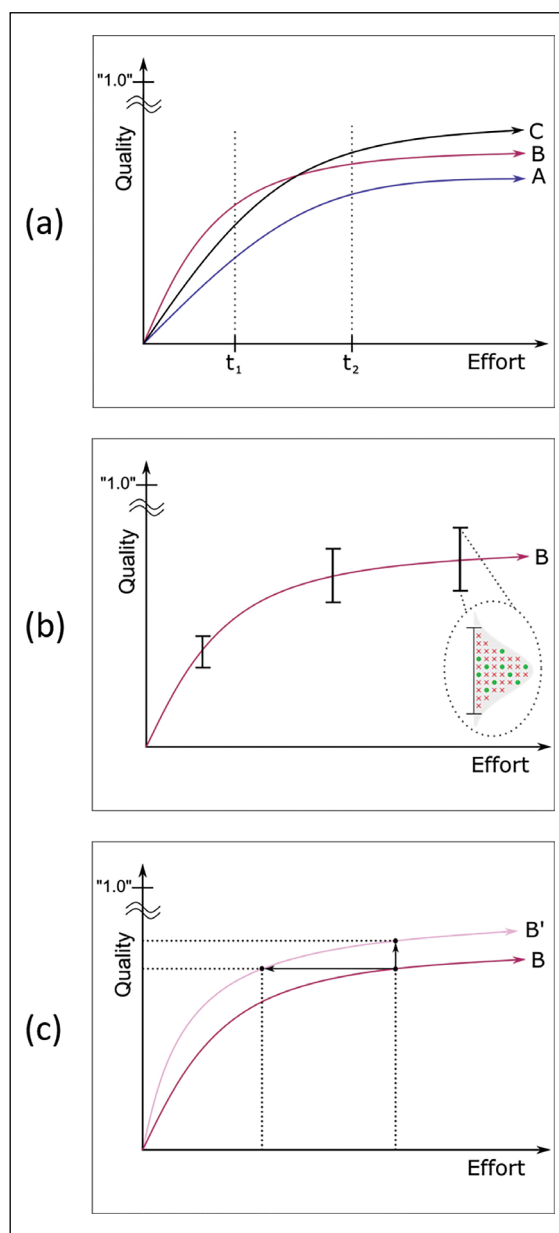 (a)
"1.0"
Quality
C
B
A
t1
t2
Effort
(b)
"1.0"
Quality
B
Effort
(c)
"1.0"
Quality
B'
B
Effort